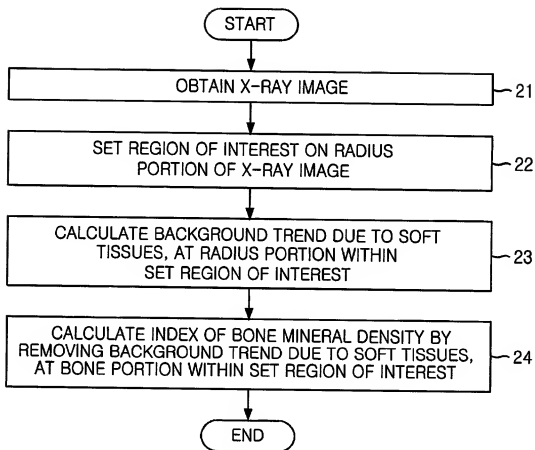 START
OBTAIN X-RAY IMAGE
21
SET REGION OF INTEREST ON RADIUS
PORTION OF X-RAY IMAGE
22
CALCULATE BACKGROUND TREND DUE TO SOFT
TISSUES, AT RADIUS PORTION WITHIN
SET REGION OF INTEREST
23
CALCULATE INDEX OF BONE MINERAL DENSITY BY
REMOVING BACKGROUND TREND DUE TO SOFT TISSUES,
AT BONE PORTION WITHIN SET REGION OF INTEREST
24
END